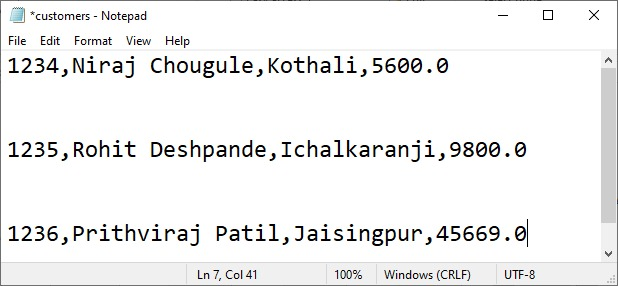 *customers - Notepad
File Edit Format View Help
1234,Niraj Chougule,Kothali,5600.0
1235,Rohit Deshpande,Ichalkaranji,9800.0
1236,Prithviraj Patil,Jaisingpur,45669.0
Ln 7, Col 41 100% Windows (CRLF) UTF-8